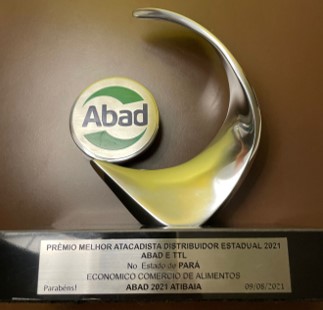 Abad
PRÊMIO MELHOR ATACADISTA DISTRIBUIDOR ESTADUAL 2021
ABAD E TTL
No Estado de PARÁ
ECONOMICO COMERCIO DE ALIMENTOS
Parabéns! ABAD 2021 ATIBAIA 09/08/2021